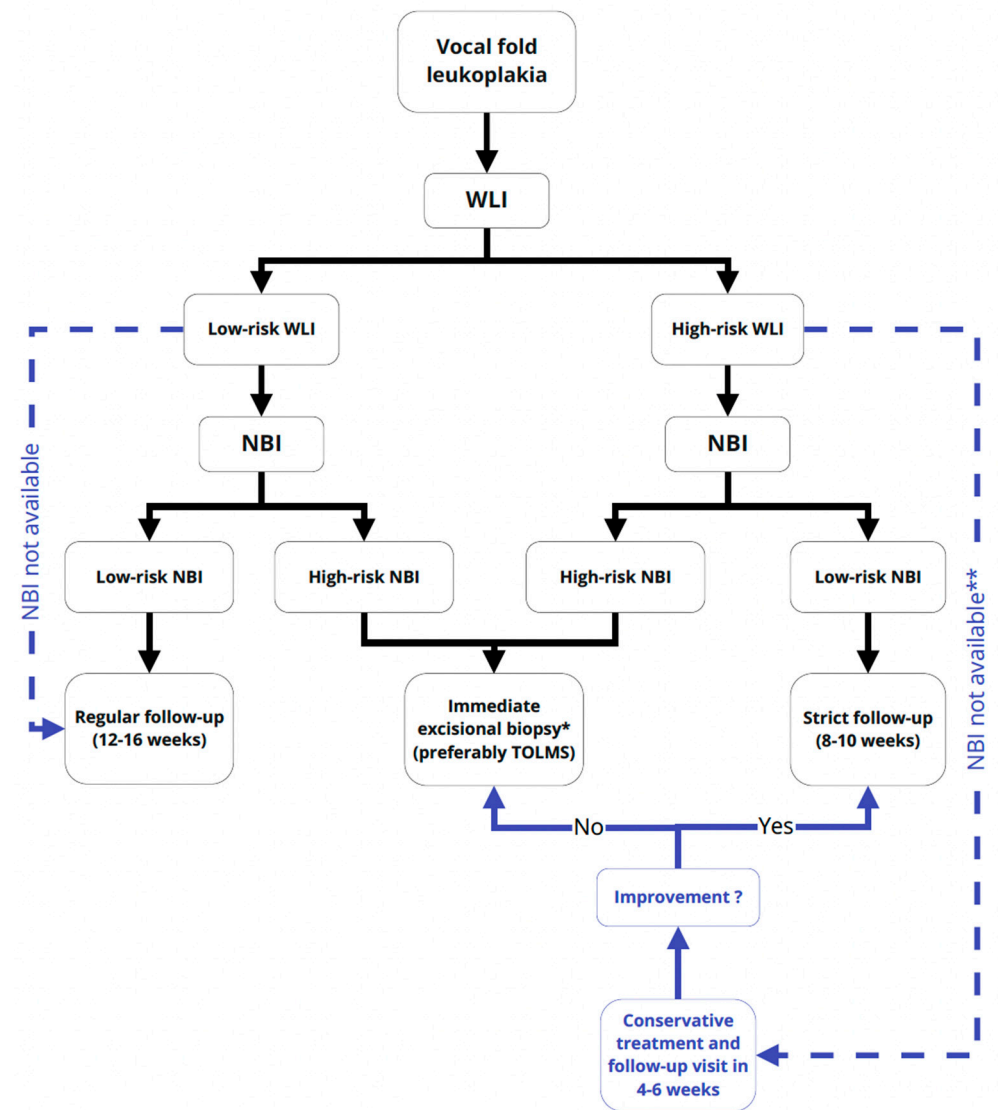 Vocal fold
leukoplakia
WLI
Low-risk WLI
High-risk WLI
NBI
NBI
NBI not available
Low-risk NBI
High-risk NBI
High-risk NBI
Low-risk NBI
NBI not available**
Regular follow-up
(12-16 weeks)
Immediate
excisional biopsy*
(preferably TOLMS)
Strict follow-up
(8-10 weeks)
No
Yes
Improvement ?
Conservative
treatment and
follow-up visit in
4-6 weeks